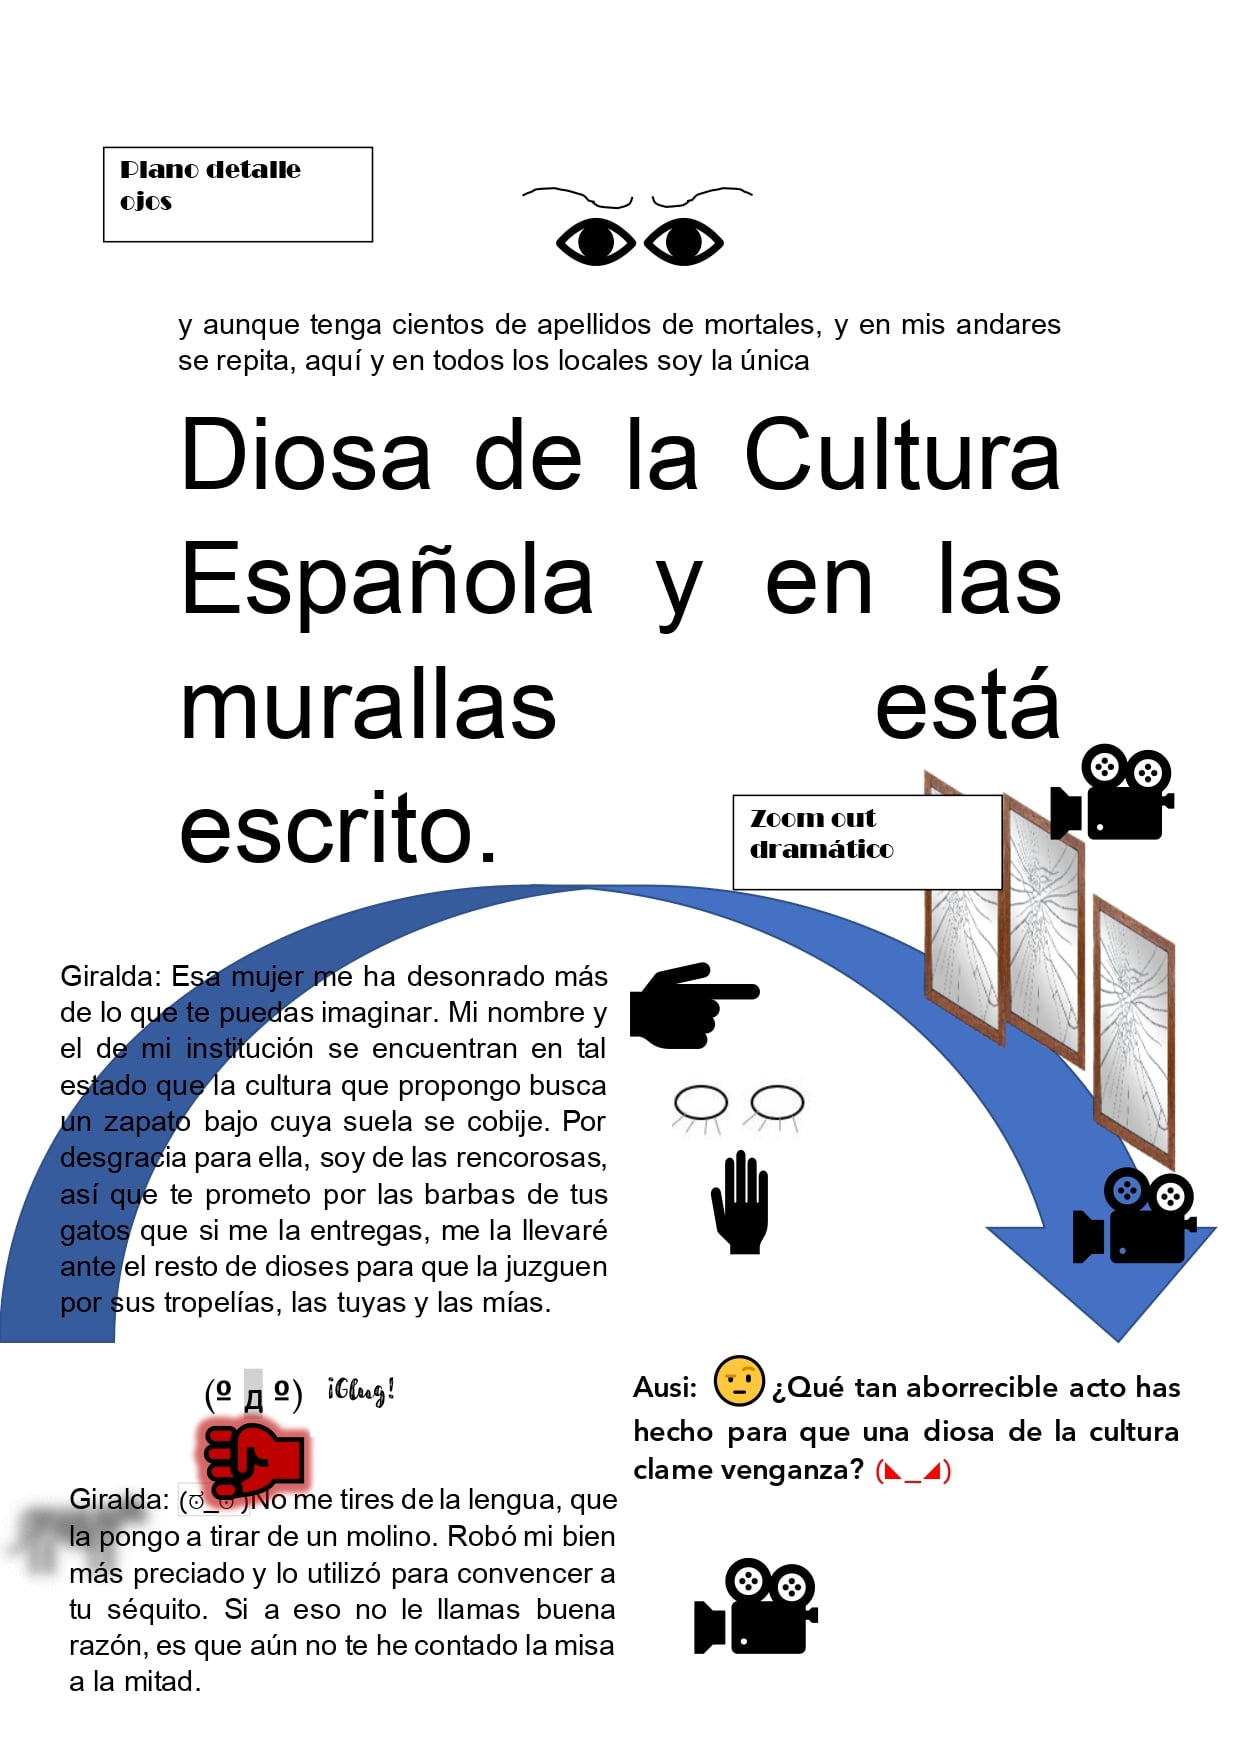 Plano detalle
ojos
y aunque tenga cientos de apellidos de mortales, y en mis andares
se repita, aquí y en todos los locales soy la única
Diosa de la Cultura
Española y en las
murallas está
escrito.
Zoom out
dramático
Giralda: Esa mujer me ha desonrado más
de lo que te puedas imaginar. Mi nombre y
el de mi institución se encuentran en tal
estado que la cultura que propongo busca
un zapato bajo cuya suela se cobije. Por
desgracia para ella, soy de las rencorosas,
así que te prometo por las barbas de tus
gatos que si me la entregas, me la llevaré
ante el resto de dioses para que la juzguen
por sus tropelías, las tuyas y las mías.
(º Д º) ¡Glug!
Ausi: 🤨 ¿Qué tan aborrecible acto has
hecho para que una diosa de la cultura
clame venganza? (◣_◢)
Giralda: (ಠ_ಠ)No me tires de la lengua, que
la pongo a tirar de un molino. Robó mi bien
más preciado y lo utilizó para convencer a
tu séquito. Si a eso no le llamas buena
razón, es que aún no te he contado la misa
a la mitad.